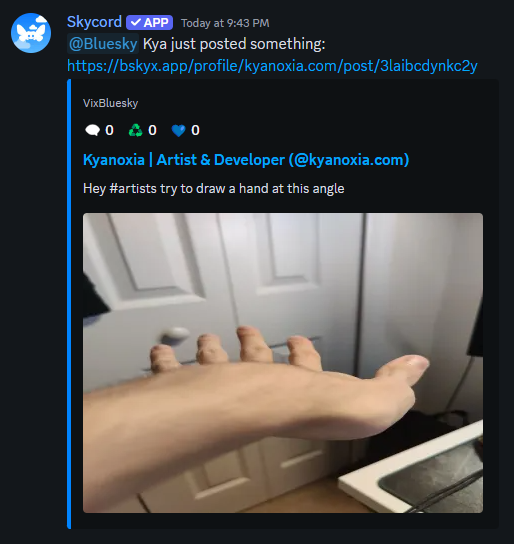 Skycord ✓ APP Today at 9:43 PM
@Bluesky Kya just posted something:
https://bskyx.app/profile/kyanoxia.com/post/3laibcdynkc2y
VixBluesky
💬 0 ♻️ 0 💙 0
Kyanoxia | Artist & Developer (@kyanoxia.com)
Hey #artists try to draw a hand at this angle